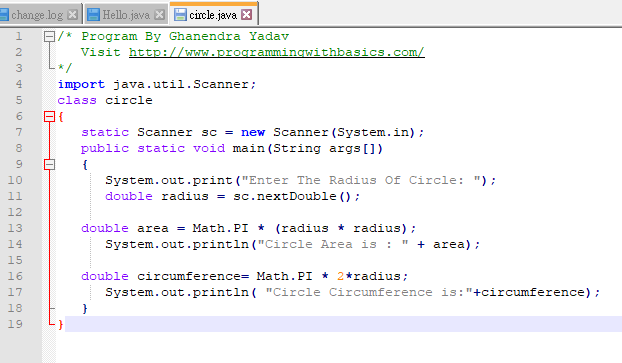 change.log Hello.java circle.java
1 /* Program By Ghanendra Yadav
2 Visit http://www.programmingwithbasics.com/
3 */
4 import java.util.Scanner;
5 class circle
6 {
7 static Scanner sc = new Scanner(System.in);
8 public static void main(String args[])
9 {
10 System.out.print("Enter The Radius Of Circle: ");
11 double radius = sc.nextDouble();
12
13 double area = Math.PI * (radius * radius);
14 System.out.println("Circle Area is : " + area);
15
16 double circumference= Math.PI * 2*radius;
17 System.out.println( "Circle Circumference is:"+circumference);
18 }
19 }